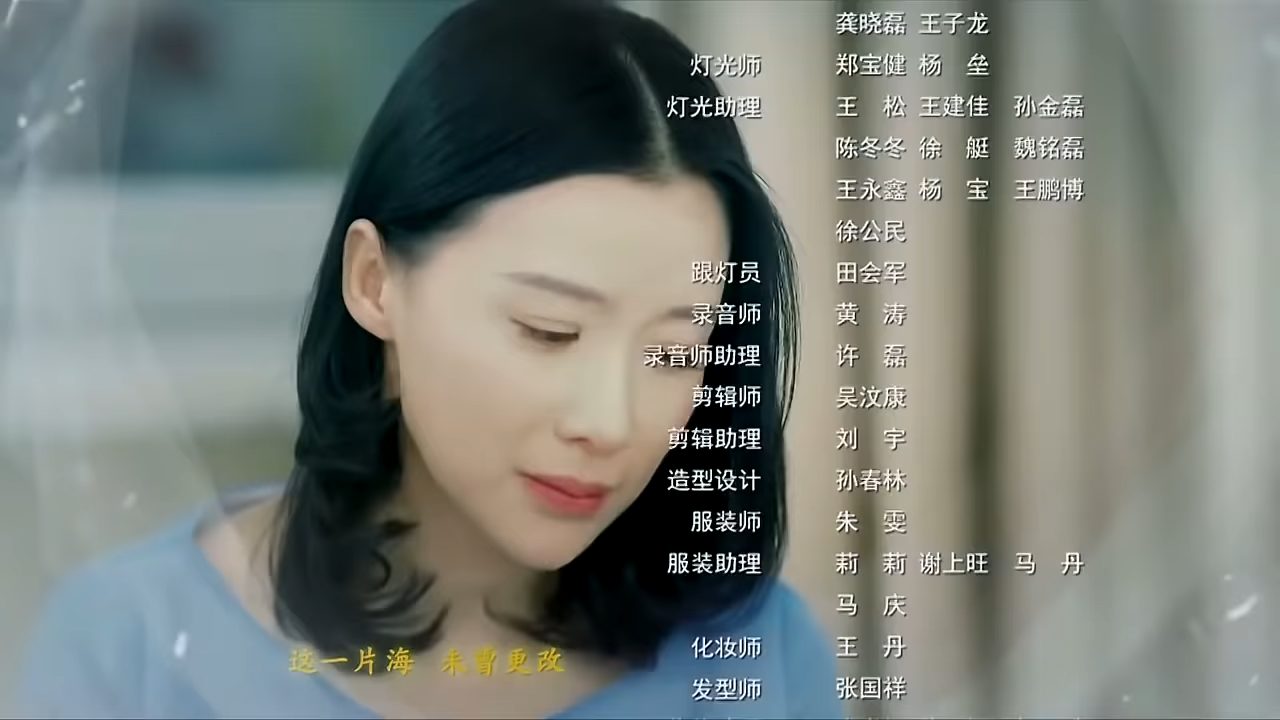 龚晓磊 王子龙
灯光师 郑宝健 杨 垒
灯光助理 王 松 王建佳 孙金磊
陈冬冬 徐 艇 魏铭磊
王永鑫 杨 宝 王鹏博
徐公民
跟灯员 田会军
录音师 黄 涛
录音师助理 许 磊
剪辑师 吴汶康
剪辑助理 刘 宇
造型设计 孙春林
服装师 朱 雯
服装助理 莉 莉 谢上旺 马 丹
马 庆
化妆师 王 丹
发型师 张国祥
这一片海 未曾更改